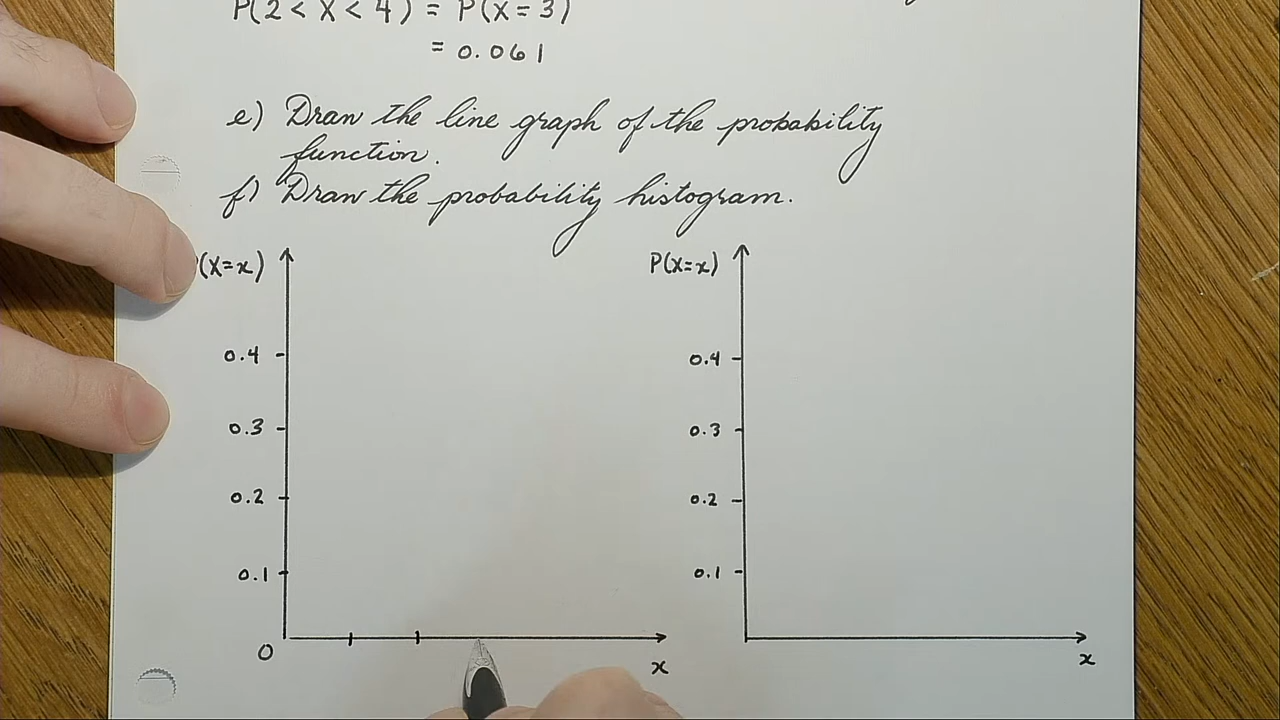 P(2 < X < 4) = P(X = 3)
= 0.061
e) Draw the line graph of the probability
function.
f) Draw the probability histogram.
(X=x)
0.4
0.3
0.2
0.1
0
x
P(X=x)
0.4
0.3
0.2
0.1
x